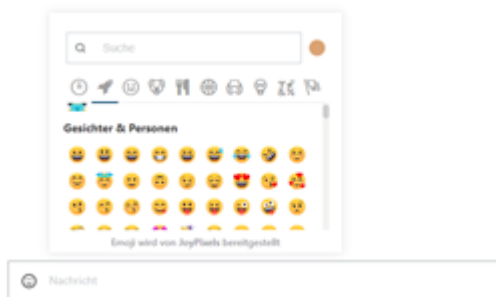 Suche
Gesichter & Personen
Emoji wird von JoyPixels bereitgestellt
Nachricht